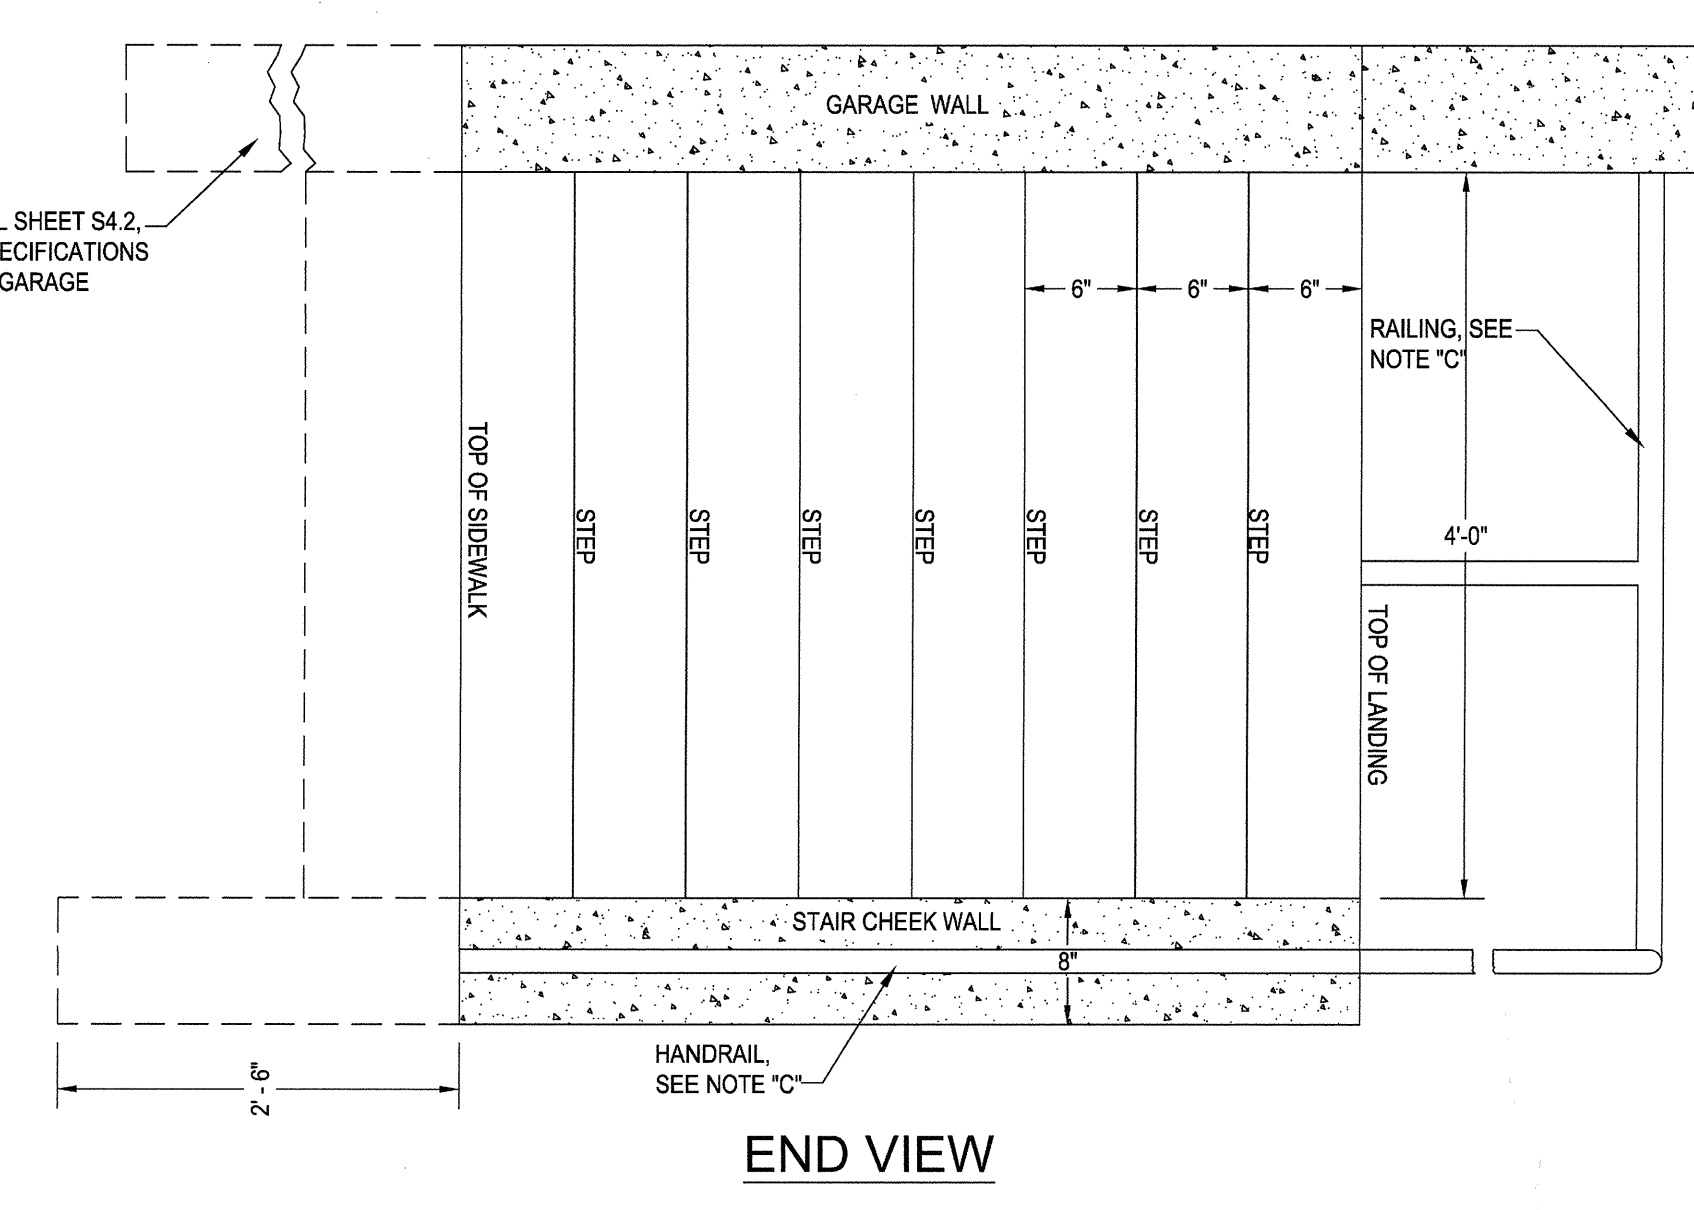 GARAGE WALL
L SHEET S4.2,
ECIFICATIONS
GARAGE
6"
6"
6"
RAILING, SEE
NOTE "C"
TOP OF SIDEWALK
STEP
STEP
STEP
STEP
STEP
STEP
STEP
4'-0"
TOP OF LANDING
STAIR CHEEK WALL
8"
HANDRAIL,
SEE NOTE "C"
2' - 6"
END VIEW